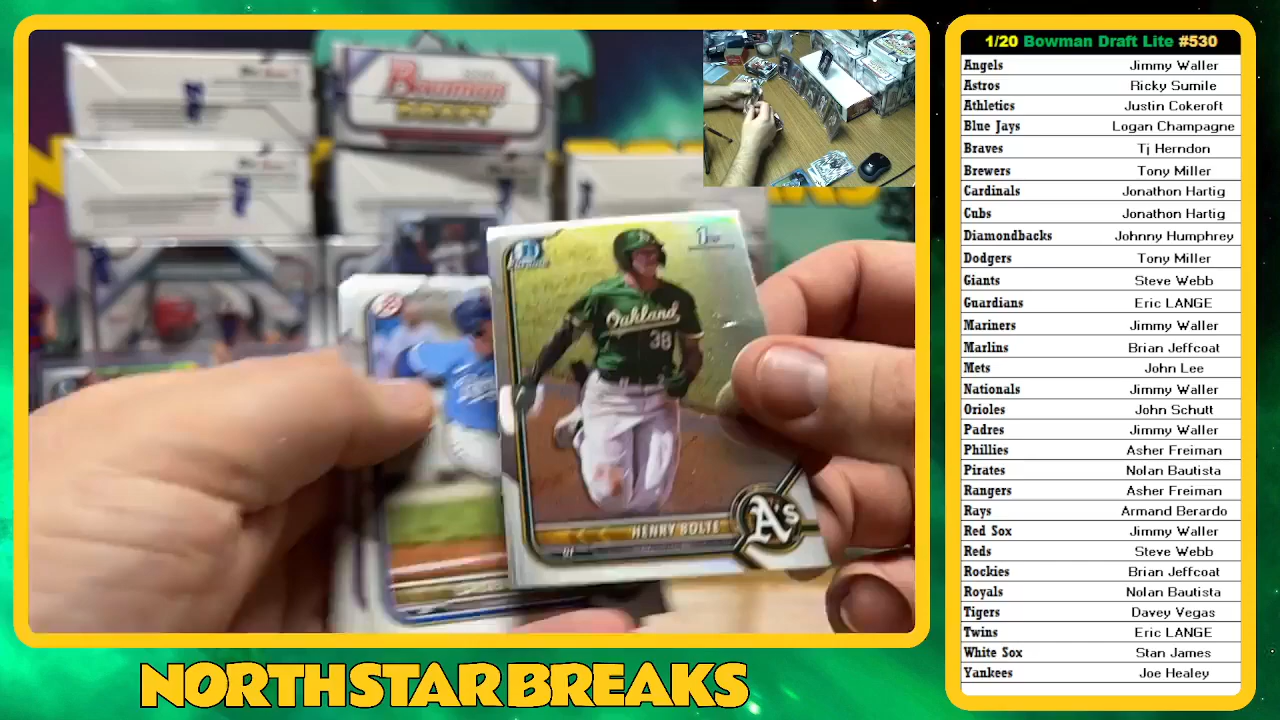 1/20 Bowman Draft Lite #530
Angels Jimmy Waller
Astros Ricky Sumile
Athletics Justin Cokeroft
Blue Jays Logan Champagne
Braves Tj Herndon
Brewers Tony Miller
Cardinals Jonathon Hartig
Cubs Jonathon Hartig
Diamondbacks Johnny Humphrey
Dodgers Tony Miller
Giants Steve Webb
Guardians Eric LANGE
Mariners Jimmy Waller
Marlins Brian Jeffcoat
Mets John Lee
Nationals Jimmy Waller
Orioles John Schutt
Padres Jimmy Waller
Phillies Asher Freiman
Pirates Nolan Bautista
Rangers Asher Freiman
Rays Armand Berardo
Red Sox Jimmy Waller
Reds Steve Webb
Rockies Brian Jeffcoat
Royals Nolan Bautista
Tigers Davey Vegas
Twins Eric LANGE
White Sox Stan James
Yankees Joe Healey
Bowman
DRAFT
1st
Oakland
38
HENRY BOLTE
A's
NORTHSTAR BREAKS